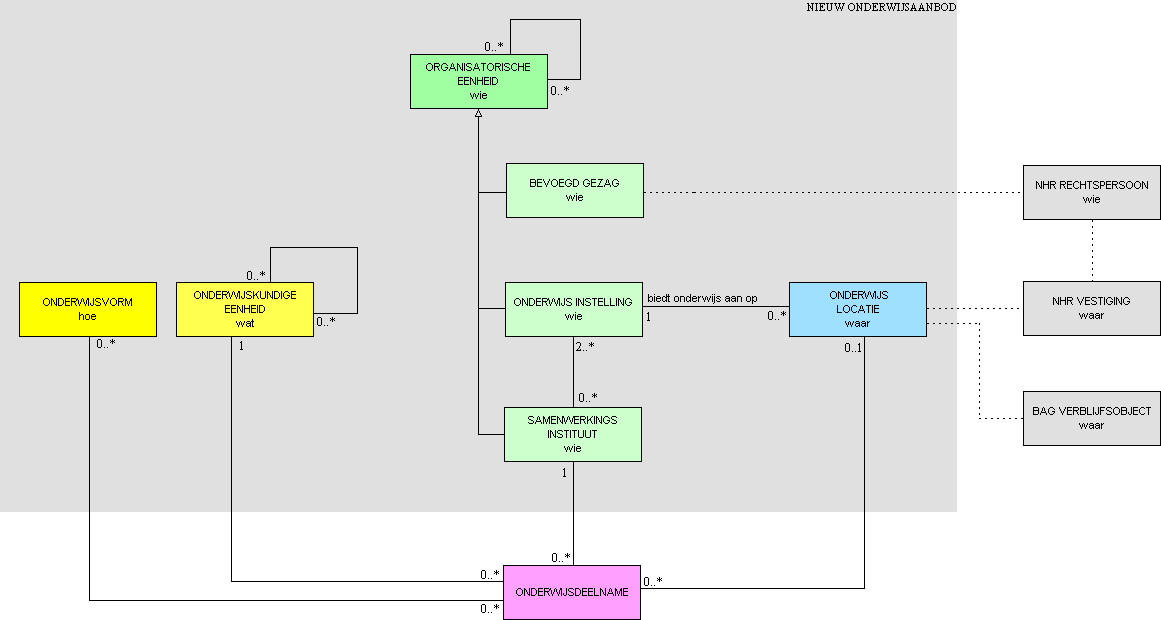 NIEUW ONDERWIJSAANBOD
0..*
ORGANISATORISCHE
EENHEID
wie
0..*
BEVOEGD GEZAG
wie
NHR RECHTSPERSOON
wie
0..*
ONDERWIJSVORM
hoe
0..*
ONDERWIJSKUNDIGE
EENHEID
wat
0..*
1
ONDERWIJS INSTELLING
wie
biedt onderwijs aan op
1
0..*
2..*
ONDERWIJS
LOCATIE
waar
0..1
NHR VESTIGING
waar
0..*
SAMENWERKINGS
INSTITUUT
wie
1
BAG VERBLIJFSOBJECT
waar
0..*
0..*
0..*
ONDERWIJSDEELNAME
0..*